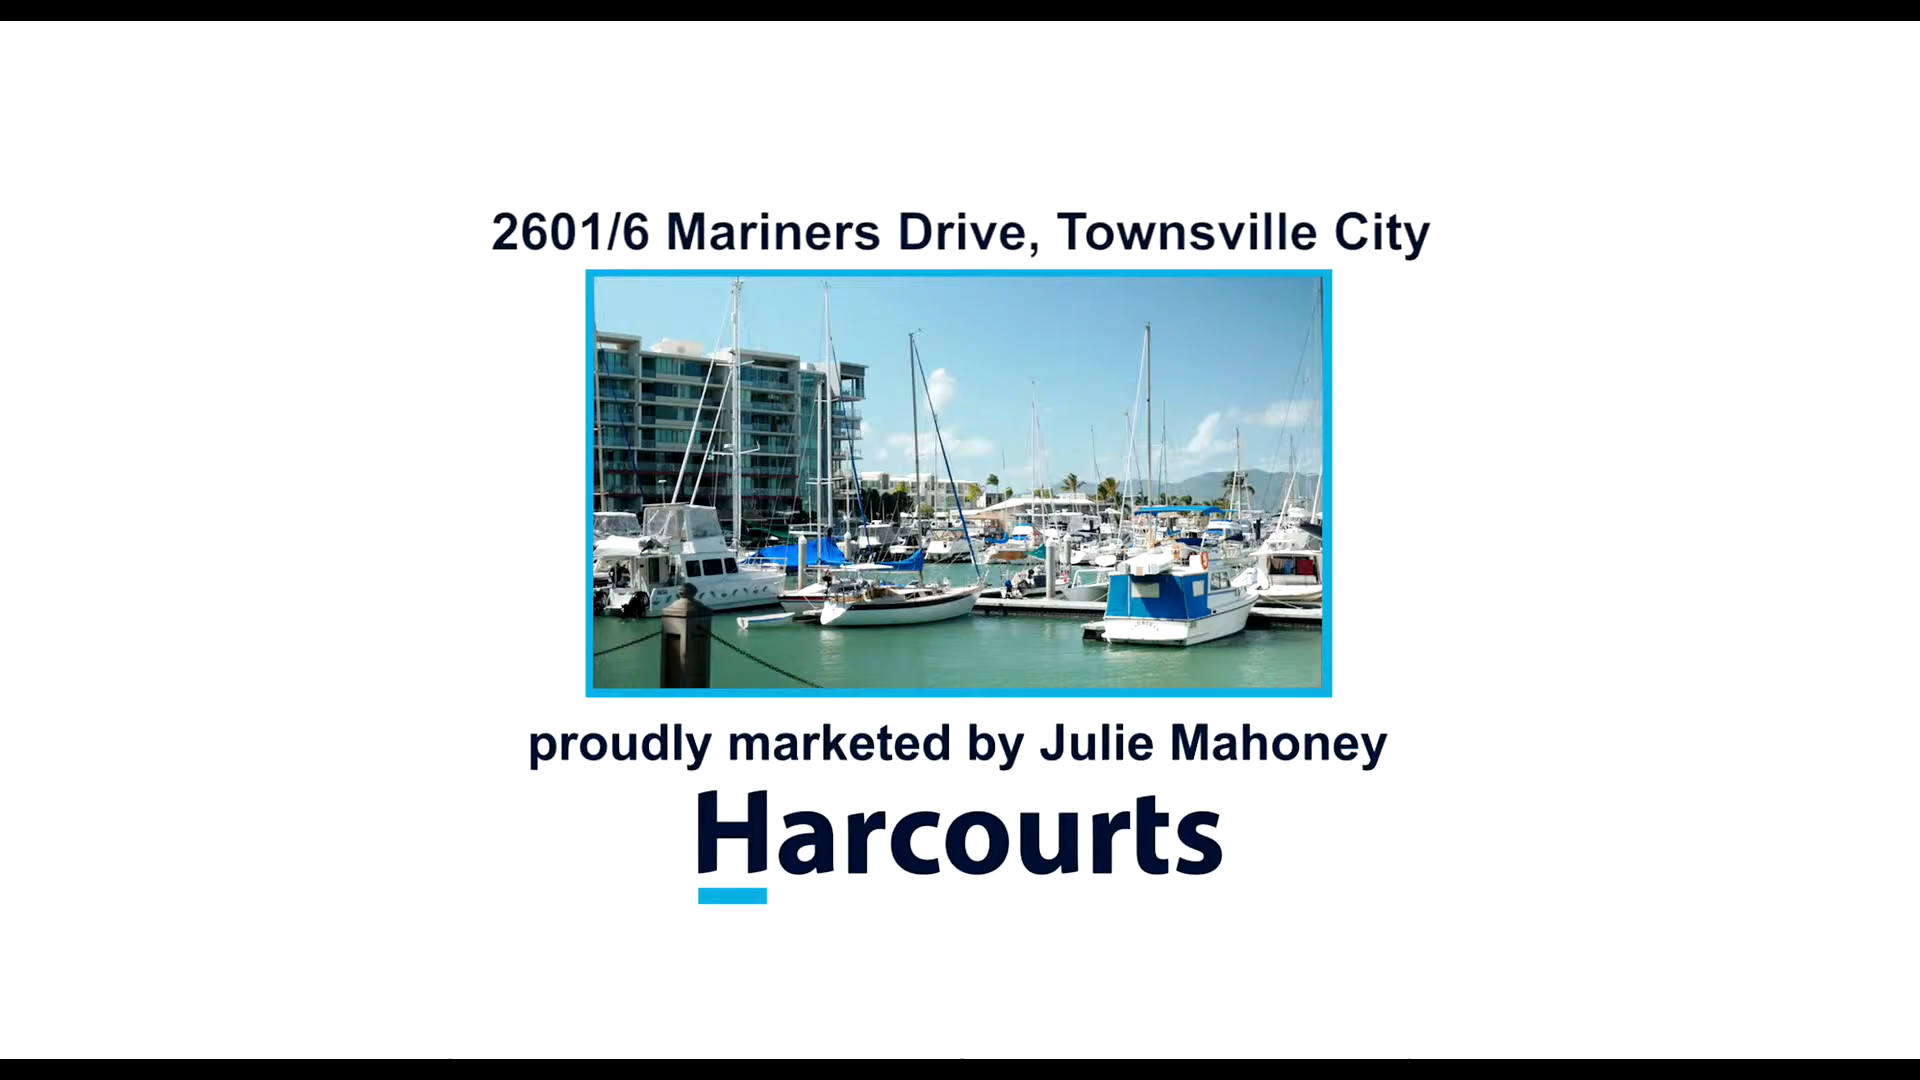 2601/6 Mariners Drive, Townsville City
proudly marketed by Julie Mahoney
Harcourts